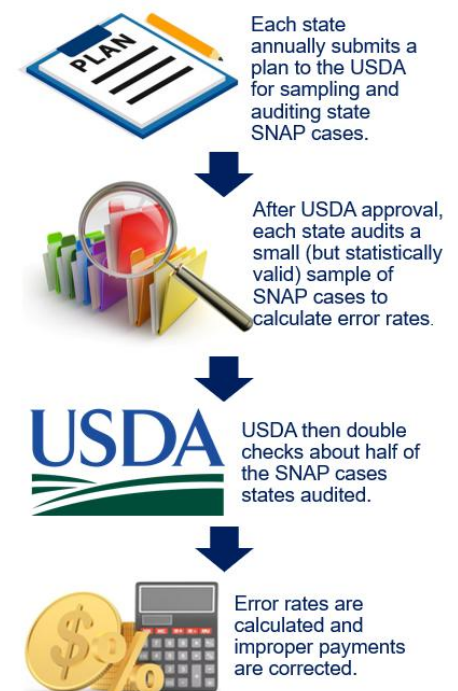 PLAN
Each state
annually submits a
plan to the USDA
for sampling and
auditing state
SNAP cases.
After USDA approval,
each state audits a
small (but statistically
valid) sample of
SNAP cases to
calculate error rates.
USDA
USDA then double
checks about half of
the SNAP cases
states audited.
$
%
Error rates are
calculated and
improper payments
are corrected.